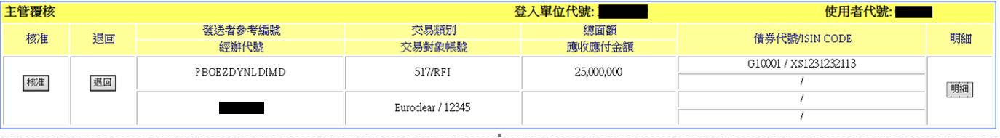 主管覆核 登入單位代號: 使用者代號:
核准 退回 發送者參考編號 交易類別 總面額 債券代號/ISIN CODE 明細
經辦代號 交易對象帳號 應收應付金額
核准 退回 PBOEZDYNLDIMD 517/RFI 25,000,000 G10001 / XS1231232113 明細
/
Euroclear / 12345 /
/